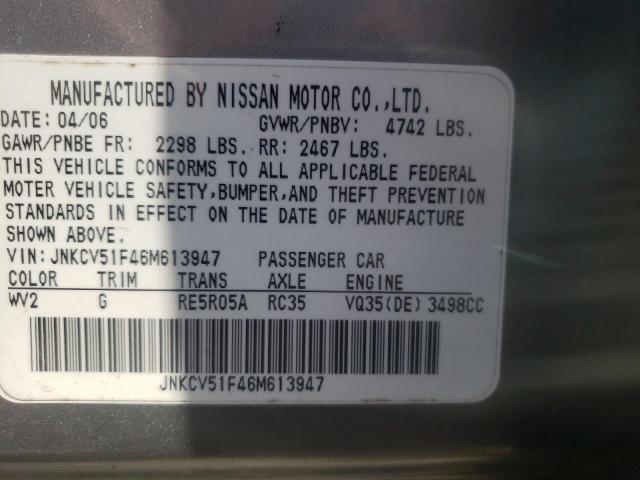 MANUFACTURED BY NISSAN MOTOR CO.,LTD.
DATE: 04/06 GVWR/PNBV: 4742 LBS.
GAWR/PNBE FR: 2298 LBS. RR: 2467 LBS.
THIS VEHICLE CONFORMS TO ALL APPLICABLE FEDERAL
MOTER VEHICLE SAFETY,BUMPER,AND THEFT PREVENTION
STANDARDS IN EFFECT ON THE DATE OF MANUFACTURE
SHOWN ABOVE.
VIN:JNKCV51F46M613947 PASSENGER CAR
COLOR TRIM TRANS AXLE ENGINE
WV2 G RE5R05A RC35 VQ35(DE) 3498CC
JNKCV51F46M613947